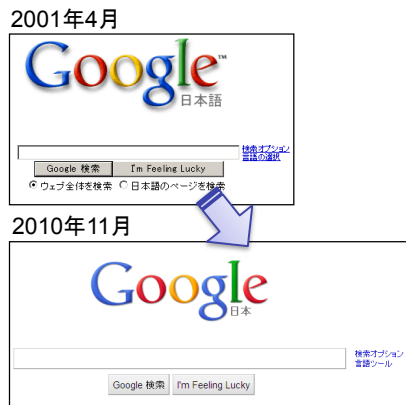 2001年4月
Google™
日本語
検索オプション
言語の選択
Google 検索 I'm Feeling Lucky
ウェブ全体を検索 日本語のページを検索
2010年11月
Google
日本
検索オプション
言語ツール
Google 検索 I'm Feeling Lucky